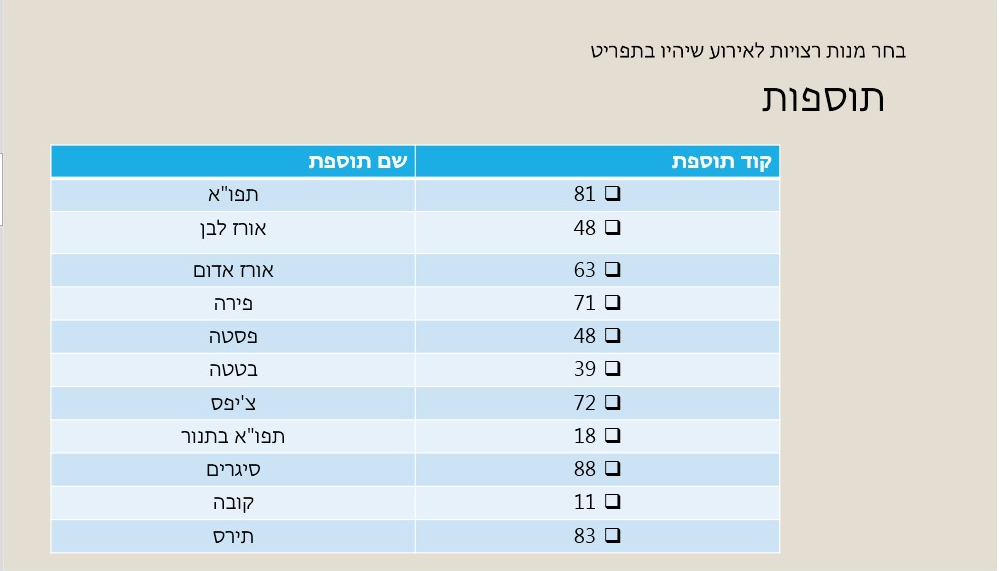 בחר מנות רצויות לאירוע שיהיו בתפריט
תוספות
קוד תוספת שם תוספת
❑ 81 תפו"א
❑ 48 אורז לבן
❑ 63 אורז אדום
❑ 71 פירה
❑ 48 פסטה
❑ 39 בטטה
❑ 72 צ'יפס
❑ 18 תפו"א בתנור
❑ 88 סיגרים
❑ 11 קובה
❑ 83 תירס